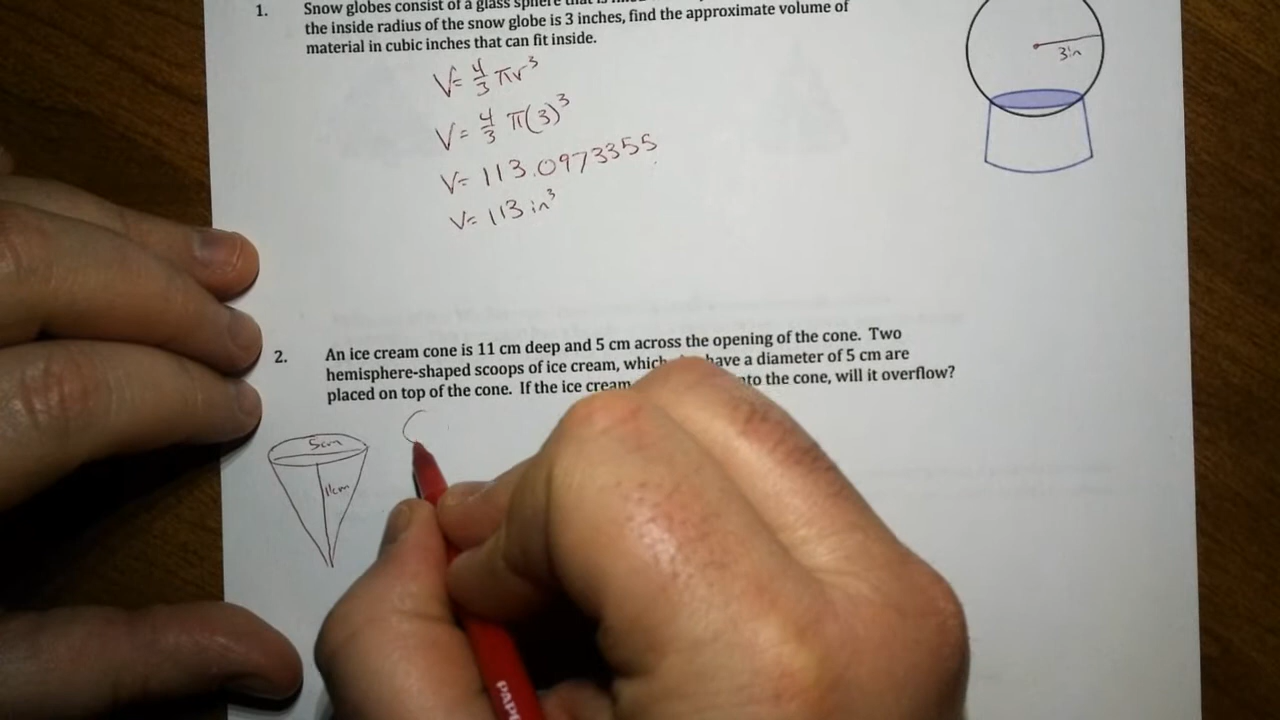 1. Snow globes consist of a glass sphere that is
the inside radius of the snow globe is 3 inches, find the approximate volume of
material in cubic inches that can fit inside.
3in
V= 4/3 πr³
V= 4/3 π(3)³
V= 113.0973355
V= 113 in³
2. An ice cream cone is 11 cm deep and 5 cm across the opening of the cone. Two
hemisphere-shaped scoops of ice cream, which have a diameter of 5 cm are
placed on top of the cone. If the ice cream to the cone, will it overflow?
5cm
11cm
PAP